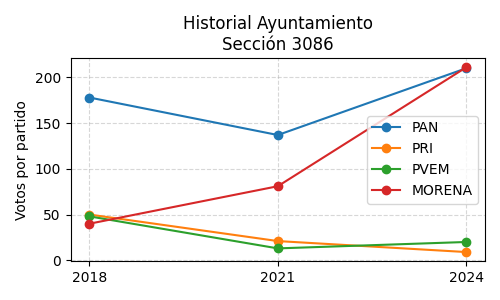 Historial Ayuntamiento
Sección 3086
Votos por partido
200
150
100
50
0
2018
2021
2024
PAN
PRI
PVEM
MORENA